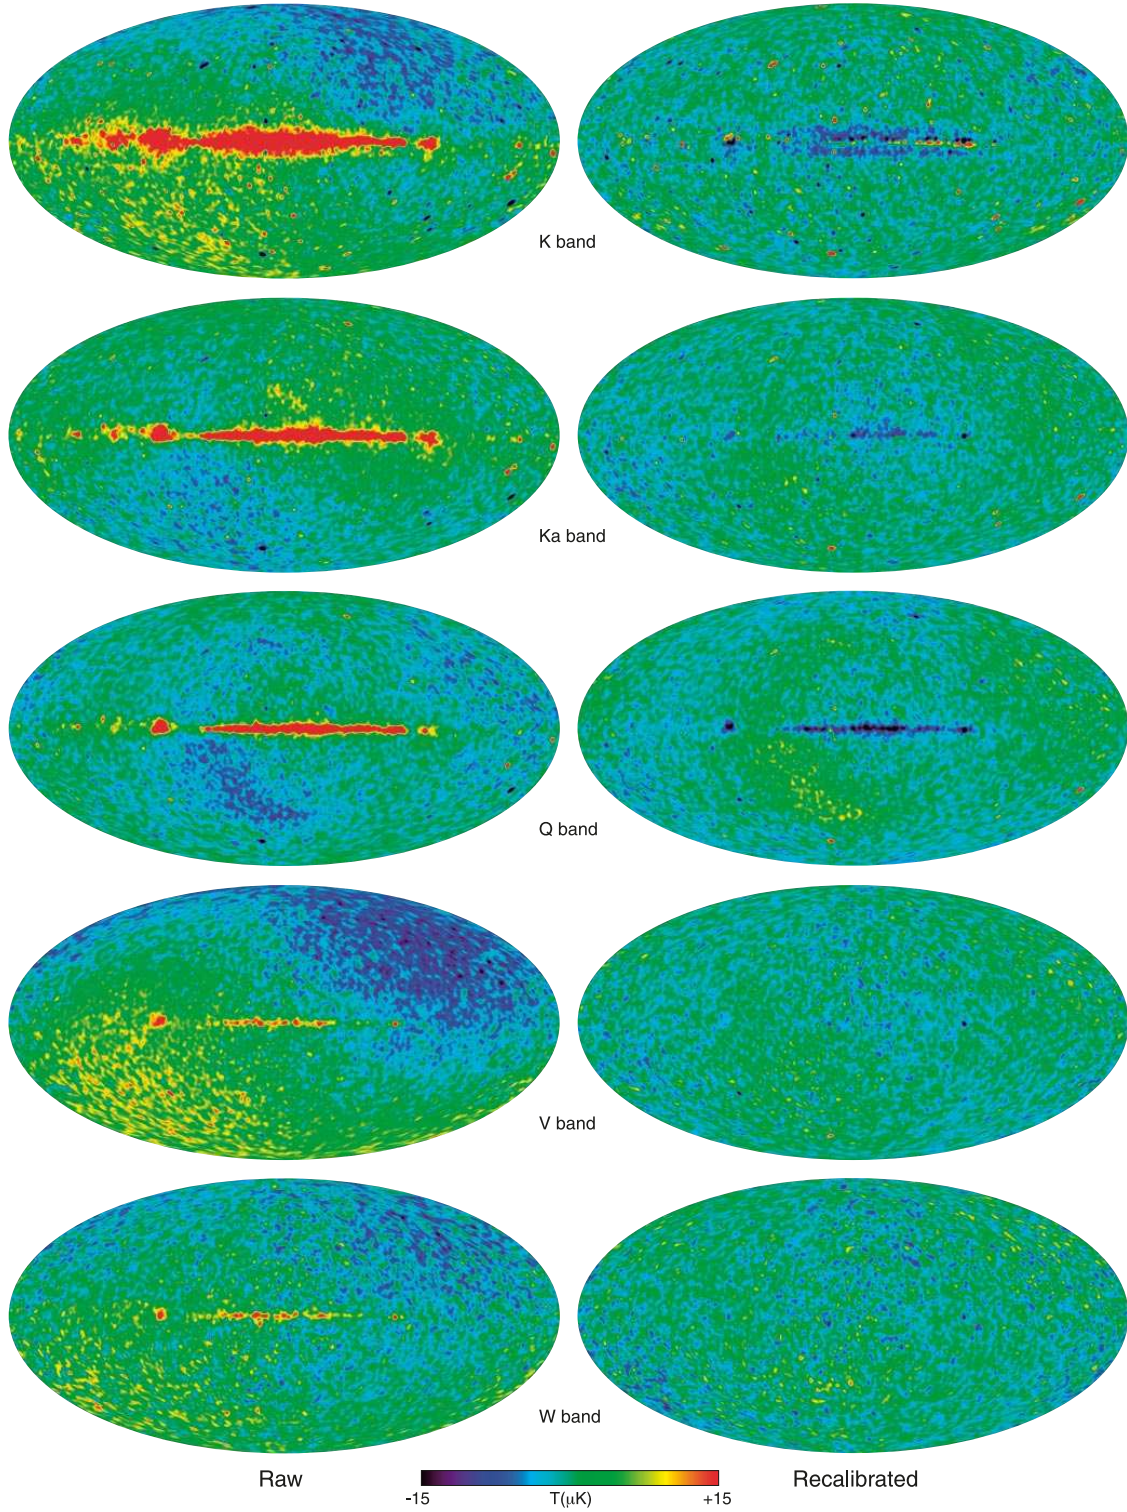 K band
Ka band
Q band
V band
W band
Raw
Recalibrated
-15
T(μK)
+15